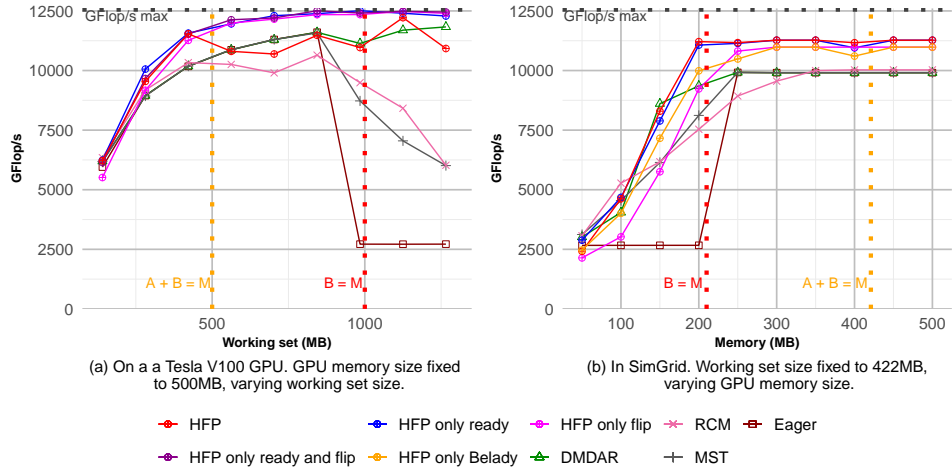 GFlop/s max
12500
10000
7500
5000
2500
0
GFlop/s
A + B = M
B = M
500
1000
Working set (MB)
(a) On a a Tesla V100 GPU. GPU memory size fixed
to 500MB, varying working set size.
GFlop/s max
12500
10000
7500
5000
2500
0
GFlop/s
B = M
A + B = M
100
200
300
400
500
Memory (MB)
(b) In SimGrid. Working set size fixed to 422MB,
varying GPU memory size.
HFP
HFP only ready
HFP only flip
RCM
Eager
HFP only ready and flip
HFP only Belady
DMDAR
MST